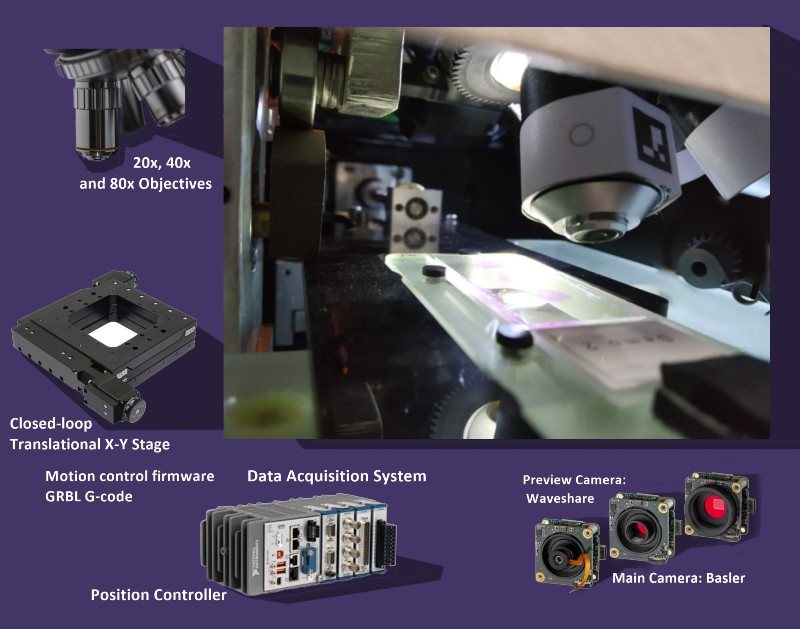 20x, 40x
and 80x Objectives
Closed-loop
Translational X-Y Stage
Motion control firmware
GRBL G-code
Data Acquisition System
Position Controller
Preview Camera:
Waveshare
Main Camera: Basler